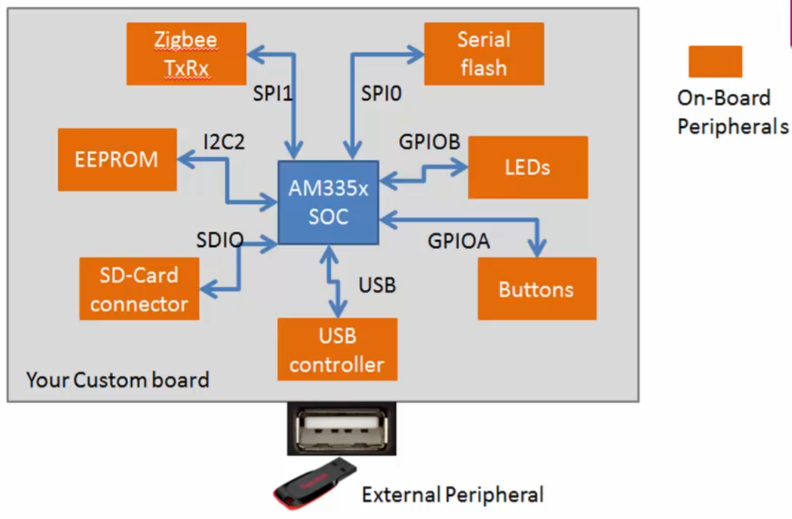 Zigbee
TxRx
Serial
flash
SPI1
SPI0
On-Board
Peripherals
EEPROM
I2C2
GPIOB
LEDs
AM335x
SOC
SDIO
GPIOA
SD-Card
connector
USB
Buttons
USB
controller
Your Custom board
SanDisk
External Peripheral